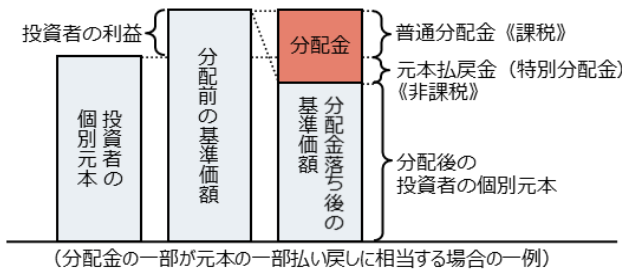 投資者の利益
投資者の
個別元本
分配前の基準価額
分配金
分配金落ち後の
基準価額
普通分配金《課税》
元本払戻金（特別分配金）
《非課税》
分配後の
投資者の個別元本
（分配金の一部が元本の一部払い戻しに相当する場合の一例）